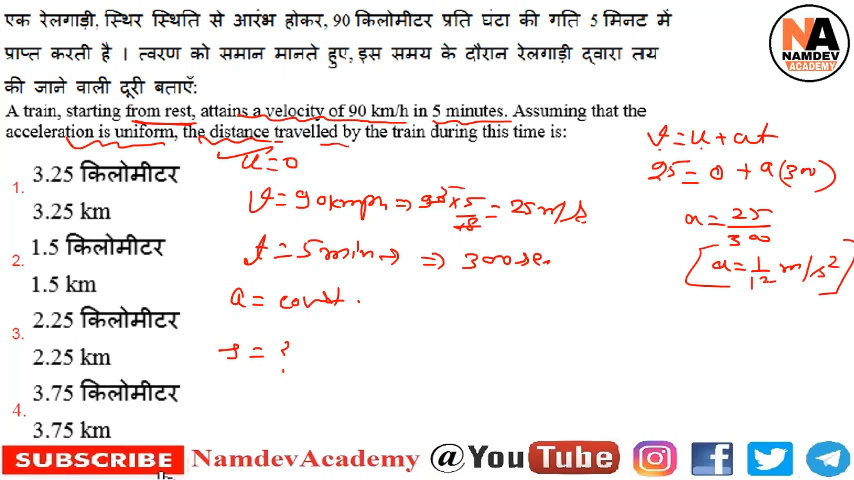 एक रेलगाड़ी, स्थिर स्थिति से आरंभ होकर, 90 किलोमीटर प्रति घंटा की गति 5 मिनट में
प्राप्त करती है । त्वरण को समान मानते हुए, इस समय के दौरान रेलगाड़ी द्वारा तय
की जाने वाली दूरी बताएँ:
A train, starting from rest, attains a velocity of 90 km/h in 5 minutes. Assuming that the
acceleration is uniform, the distance travelled by the train during this time is:
NA
NAMDEV
ACADEMY
u = 0
v = 90 kmph ⇒ 90 × 5/18 = 25 m/s
t = 5 min → ⇒ 300 sec.
a = const.
s = ?
v = u + at
25 = 0 + a(300)
a = 25/300
[a = 1/12 m/s²]
1. 3.25 किलोमीटर
3.25 km
2. 1.5 किलोमीटर
1.5 km
3. 2.25 किलोमीटर
2.25 km
4. 3.75 किलोमीटर
3.75 km
SUBSCRIBE NamdevAcademy @YouTube